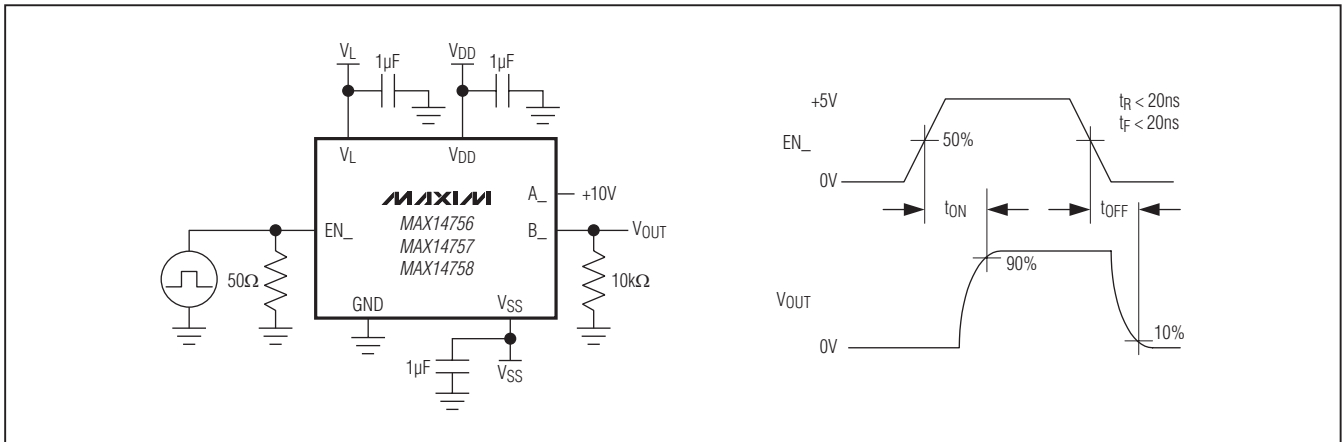 VL
1µF
VDD
1µF
VL
VDD
MAXIM
MAX14756
MAX14757
MAX14758
A_
+10V
EN_
B_
VOUT
50Ω
10kΩ
GND
VSS
1µF
VSS
+5V
EN_
0V
50%
tR < 20ns
tF < 20ns
tON
tOFF
VOUT
0V
90%
10%